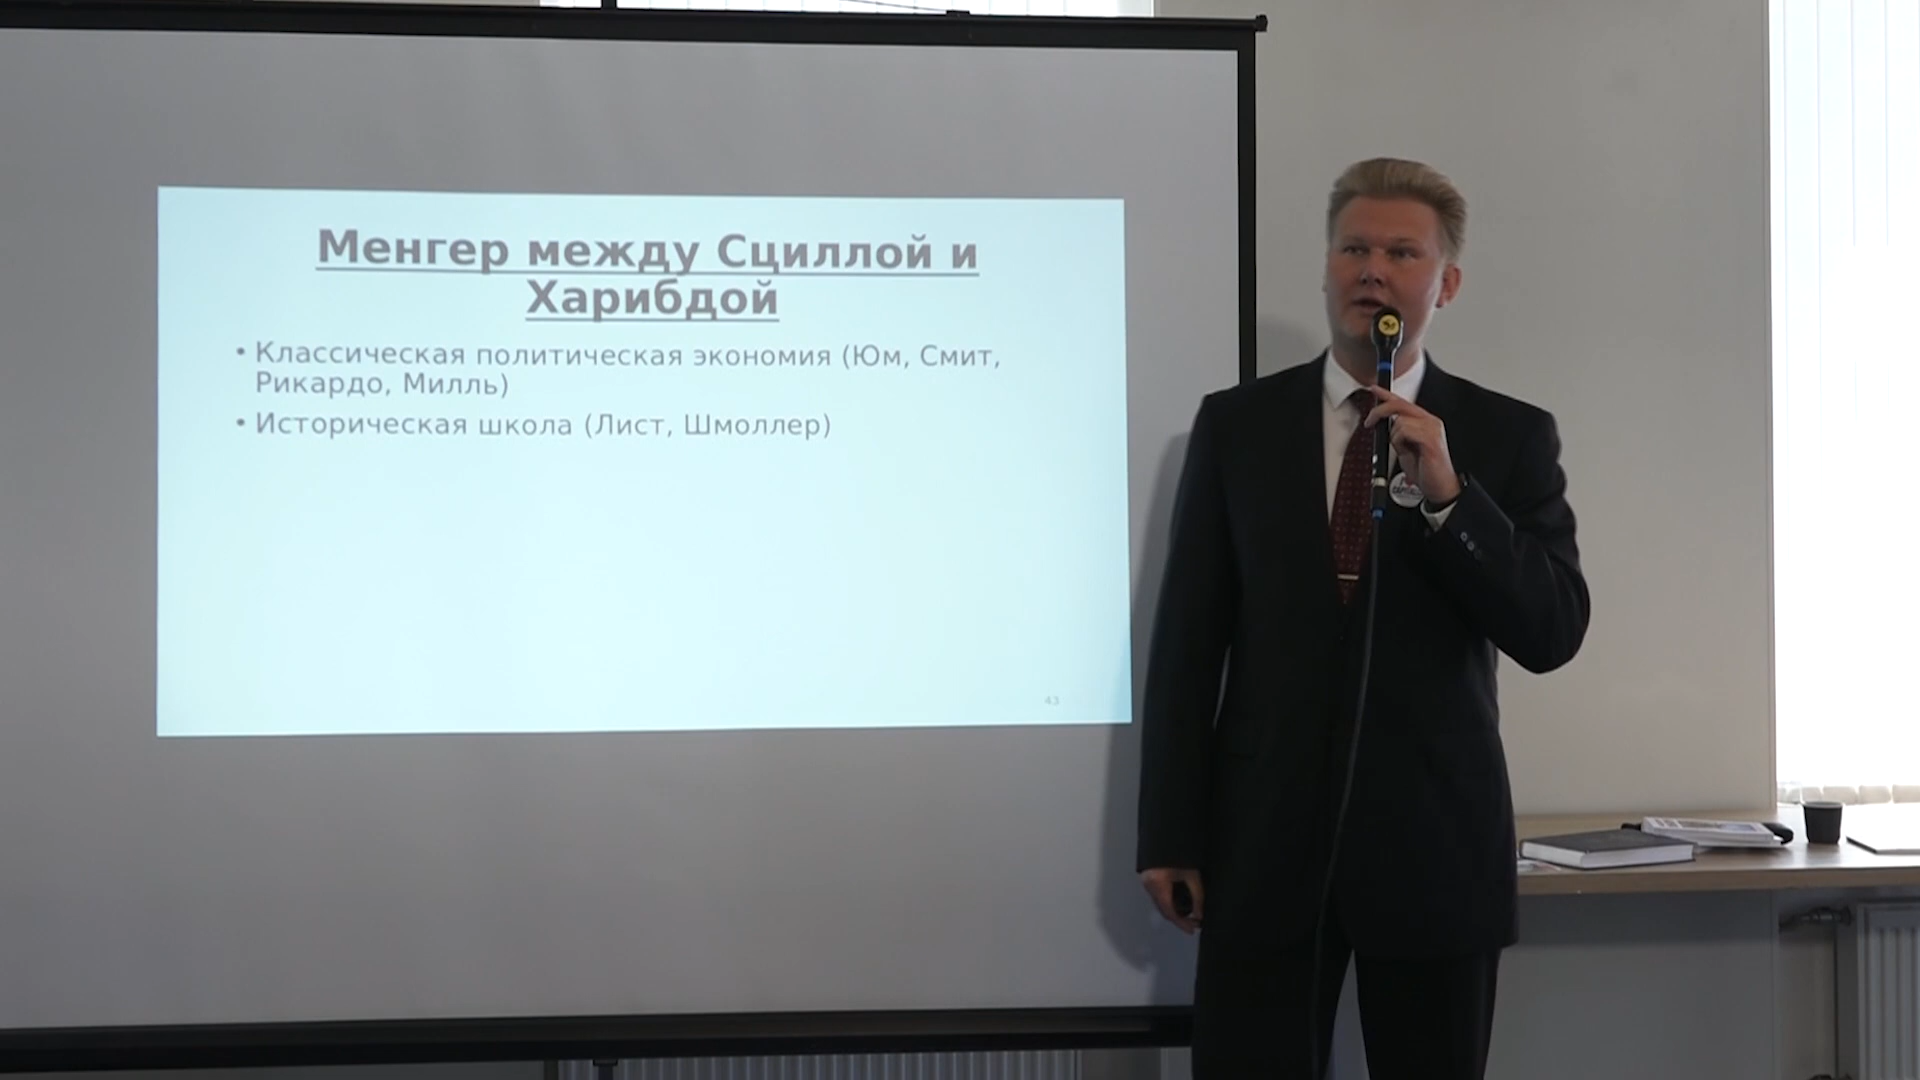 Менгер между Сциллой и
Харибдой
• Классическая политическая экономия (Юм, Смит,
Рикардо, Милль)
• Историческая школа (Лист, Шмоллер)
43